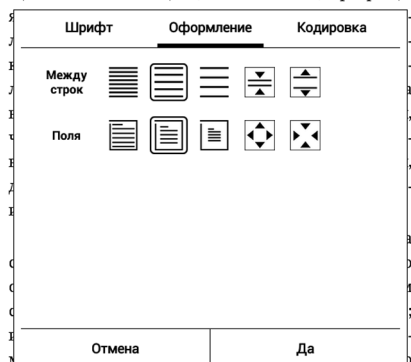 Шрифт Оформление Кодировка
Между
строк
Поля
Отмена Да